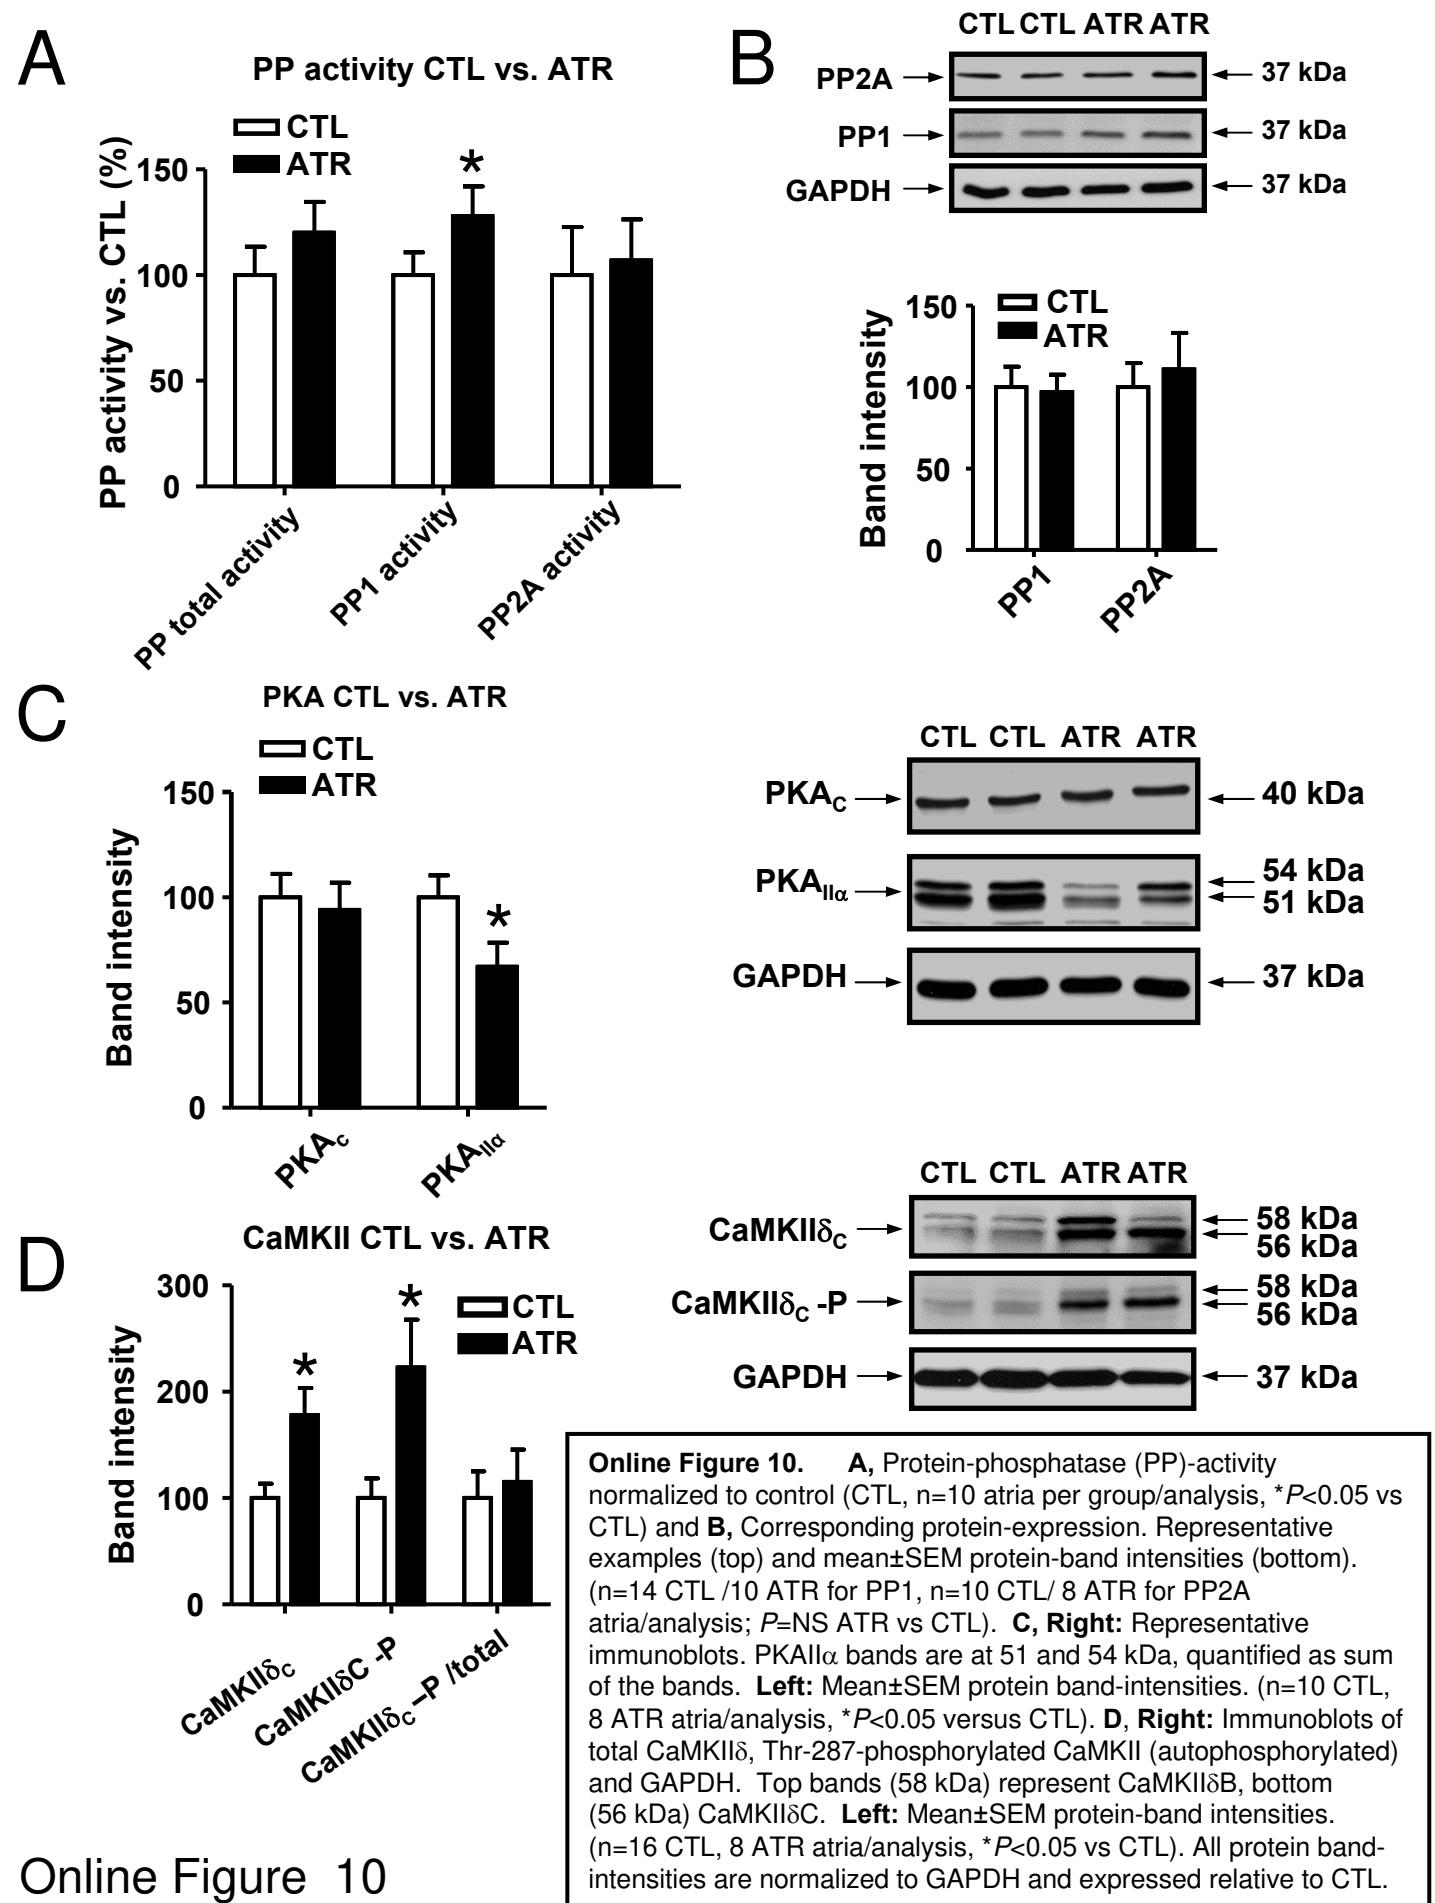 A
PP activity CTL vs. ATR
CTL
ATR
PP activity vs. CTL (%)
150
100
50
0
*
PP total activity
PP1 activity
PP2A activity
B
CTL CTL ATR ATR
PP2A
37 kDa
PP1
37 kDa
GAPDH
37 kDa
CTL
ATR
Band intensity
150
100
50
0
PP1
PP2A
C
PKA CTL vs. ATR
CTL
ATR
Band intensity
150
100
50
0
*
PKAC
PKAIIα
CTL CTL ATR ATR
PKAC
40 kDa
PKAIIα
54 kDa
51 kDa
GAPDH
37 kDa
D
CaMKII CTL vs. ATR
CTL
ATR
Band intensity
300
200
100
0
*
*
CaMKIIδC
CaMKIIδC -P
CaMKIIδC–P /total
CTL CTL ATR ATR
CaMKIIδC
58 kDa
56 kDa
CaMKIIδC -P
58 kDa
56 kDa
GAPDH
37 kDa
Online Figure 10. A, Protein-phosphatase (PP)-activity
normalized to control (CTL, n=10 atria per group/analysis, *P<0.05 vs
CTL) and B, Corresponding protein-expression. Representative
examples (top) and mean±SEM protein-band intensities (bottom).
(n=14 CTL /10 ATR for PP1, n=10 CTL/ 8 ATR for PP2A
atria/analysis; P=NS ATR vs CTL). C, Right: Representative
immunoblots. PKAIIα bands are at 51 and 54 kDa, quantified as sum
of the bands. Left: Mean±SEM protein band-intensities. (n=10 CTL,
8 ATR atria/analysis, *P<0.05 versus CTL). D, Right: Immunoblots of
total CaMKIIδ, Thr-287-phosphorylated CaMKII (autophosphorylated)
and GAPDH. Top bands (58 kDa) represent CaMKIIδB, bottom
(56 kDa) CaMKIIδC. Left: Mean±SEM protein-band intensities.
(n=16 CTL, 8 ATR atria/analysis, *P<0.05 vs CTL). All protein band-
intensities are normalized to GAPDH and expressed relative to CTL.
Online Figure 10